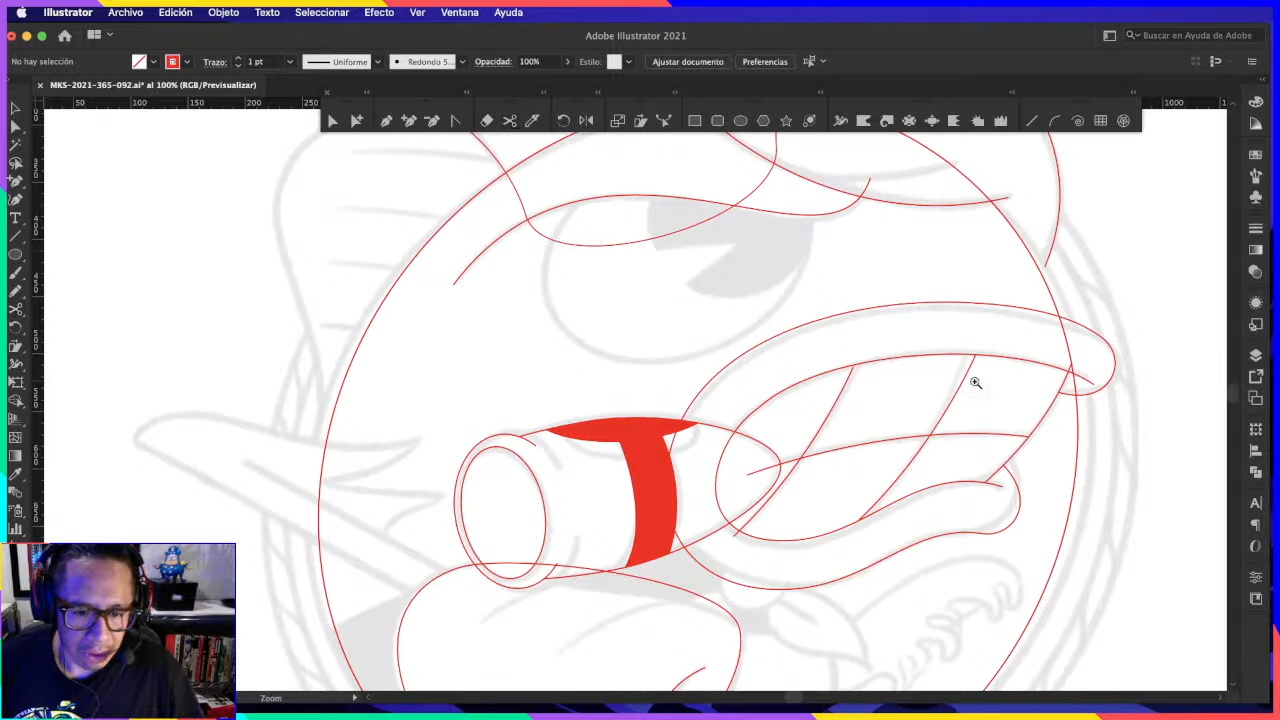 Illustrator Archivo Edición Objeto Texto Seleccionar Efecto Ver Ventana Ayuda
Adobe Illustrator 2021
Buscar en Ayuda de Adobe
No hay selección Trazo: 1 pt Uniforme Redondo 5... Opacidad: 100% Estilo: Ajustar documento Preferencias
MKS-2021-365-092.ai* al 100% (RGB/Previsualizar)
50 100 150 200 250 300 1000
Zoom